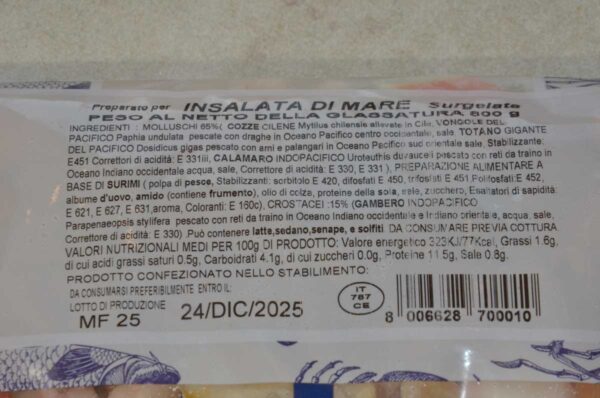 Preparato per INSALATA DI MARE Surgelata
PESO AL NETTO DELLA GLASSATURA 800 g
INGREDIENTI : MOLLUSCHI 65%( COZZE CILENE Mytilus chilensis allevate in Cile, VONGOLE DEL
PACIFICO Paphia undulata pescate con draghe in Oceano Pacifico centro occidentale, sale, TOTANO GIGANTE
DEL PACIFICO Dosidicus gigas pescato con ami e palangari in Oceano Pacifico sud orientale sale, Stabilizzante:
E451 Correttori di acidità: E 331iii, CALAMARO INDOPACIFICO Uroteuthis duvauceli pescato con reti da traino in
Oceano Indiano occidentale acqua, sale, Correttore di acidità: E 330, E 331 ), PREPARAZIONE ALIMENTARE A
BASE DI SURIMI ( polpa di pesce, Stabilizzanti: sorbitolo E 420, difosfati E 450, trifosfati E 451 Polifosfati E 452,
albume d'uovo, amido (contiene frumento), olio di colza, proteine della soia, sale, zucchero, Esaltatori di sapidità:
E 621, E 627, E 631,aroma, Coloranti: E 160c), CROSTACEI :15% (GAMBERO INDOPACIFICO
Parapenaeopsis stylifera pescato con reti da traino in Oceano Indiano occidentale e Indiano orientale, acqua, sale,
Correttore di acidità: E 330) .Può contenere latte,sedano,senape, e solfiti .DA CONSUMARE PREVIA COTTURA
VALORI NUTRIZIONALI MEDI PER 100g DI PRODOTTO: Valore energetico 323KJ/77Kcal, Grassi 1.6g,
di cui acidi grassi saturi 0.5g, Carboidrati 4.1g, di cui zuccheri 0.0g, Proteine 11.5g, Sale 0.8g.
PRODOTTO CONFEZIONATO NELLO STABILIMENTO:
DA CONSUMARSI PREFERIBILMENTE ENTRO IL:
LOTTO DI PRODUZIONE
MF 25
24/DIC/2025
IT
787
CE
8 006628 700010